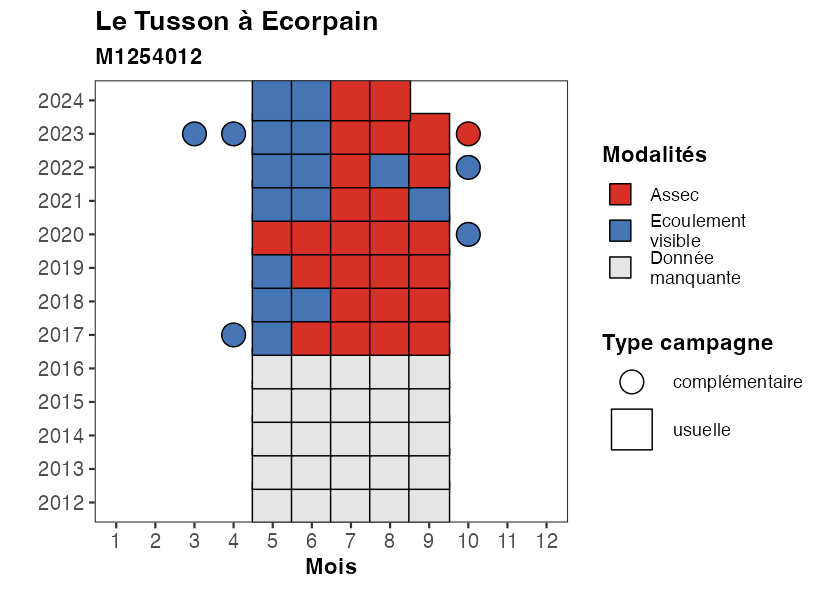 Le Tusson à Ecorpain
M1254012
2024
2023
2022
2021
2020
2019
2018
2017
2016
2015
2014
2013
2012
1 2 3 4 5 6 7 8 9 10 11 12
Mois
Modalités
Assec
Ecoulement
visible
Donnée
manquante
Type campagne
complémentaire
usuelle